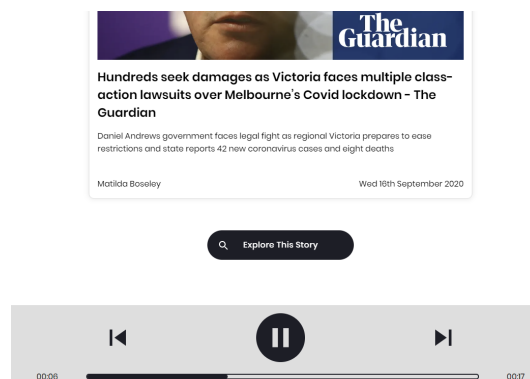 The
Guardian
Hundreds seek damages as Victoria faces multiple class-
action lawsuits over Melbourne's Covid lockdown - The
Guardian
Daniel Andrews government faces legal fight as regional Victoria prepares to ease
restrictions and state reports 42 new coronavirus cases and eight deaths
Matilda Boseley Wed 16th September 2020
Explore This Story
00:06 00:17